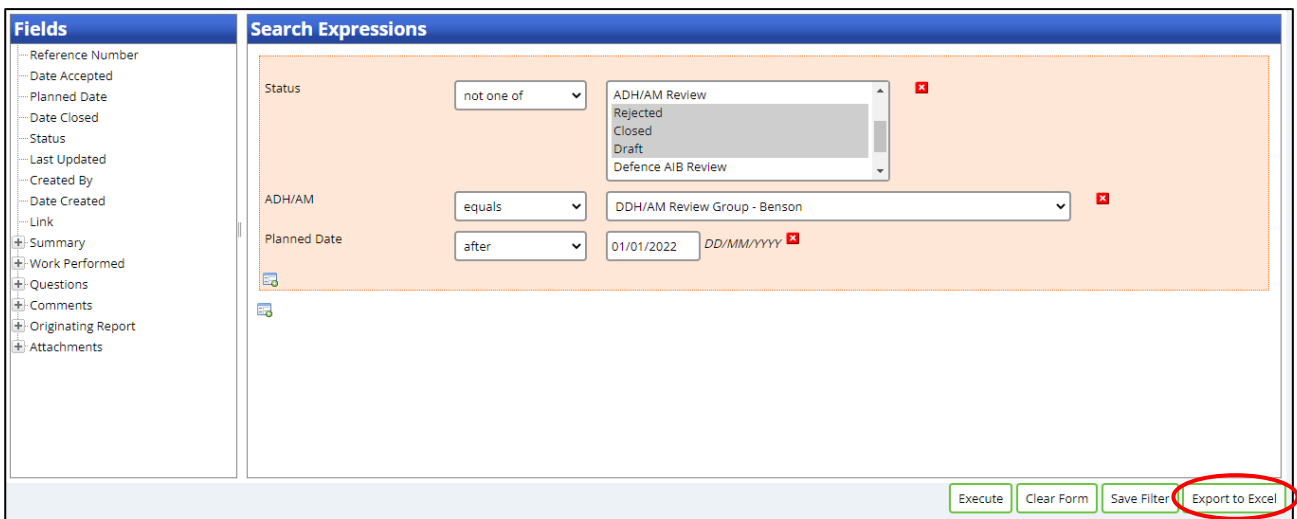 Fields
Reference Number
Date Accepted
Planned Date
Date Closed
Status
Last Updated
Created By
Date Created
Link
Summary
Work Performed
Questions
Comments
Originating Report
Attachments
Search Expressions
Status not one of ADH/AM Review
Rejected
Closed
Draft
Defence AIB Review
ADH/AM equals DDH/AM Review Group - Benson
Planned Date after 01/01/2022 DD/MM/YYYY
Execute Clear Form Save Filter Export to Excel